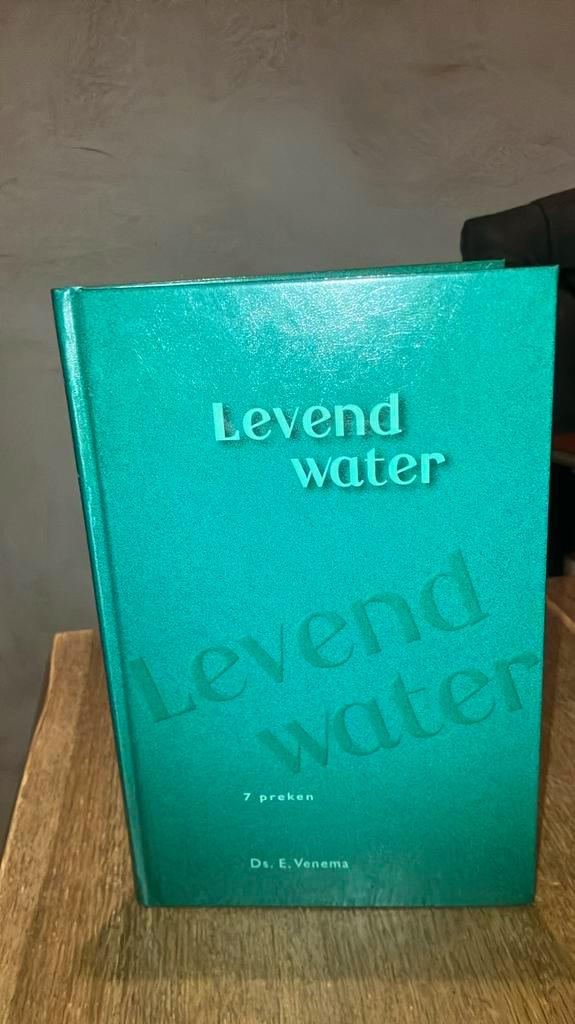 Levend
water
Levend
water
7 preken
Ds. E. Venema